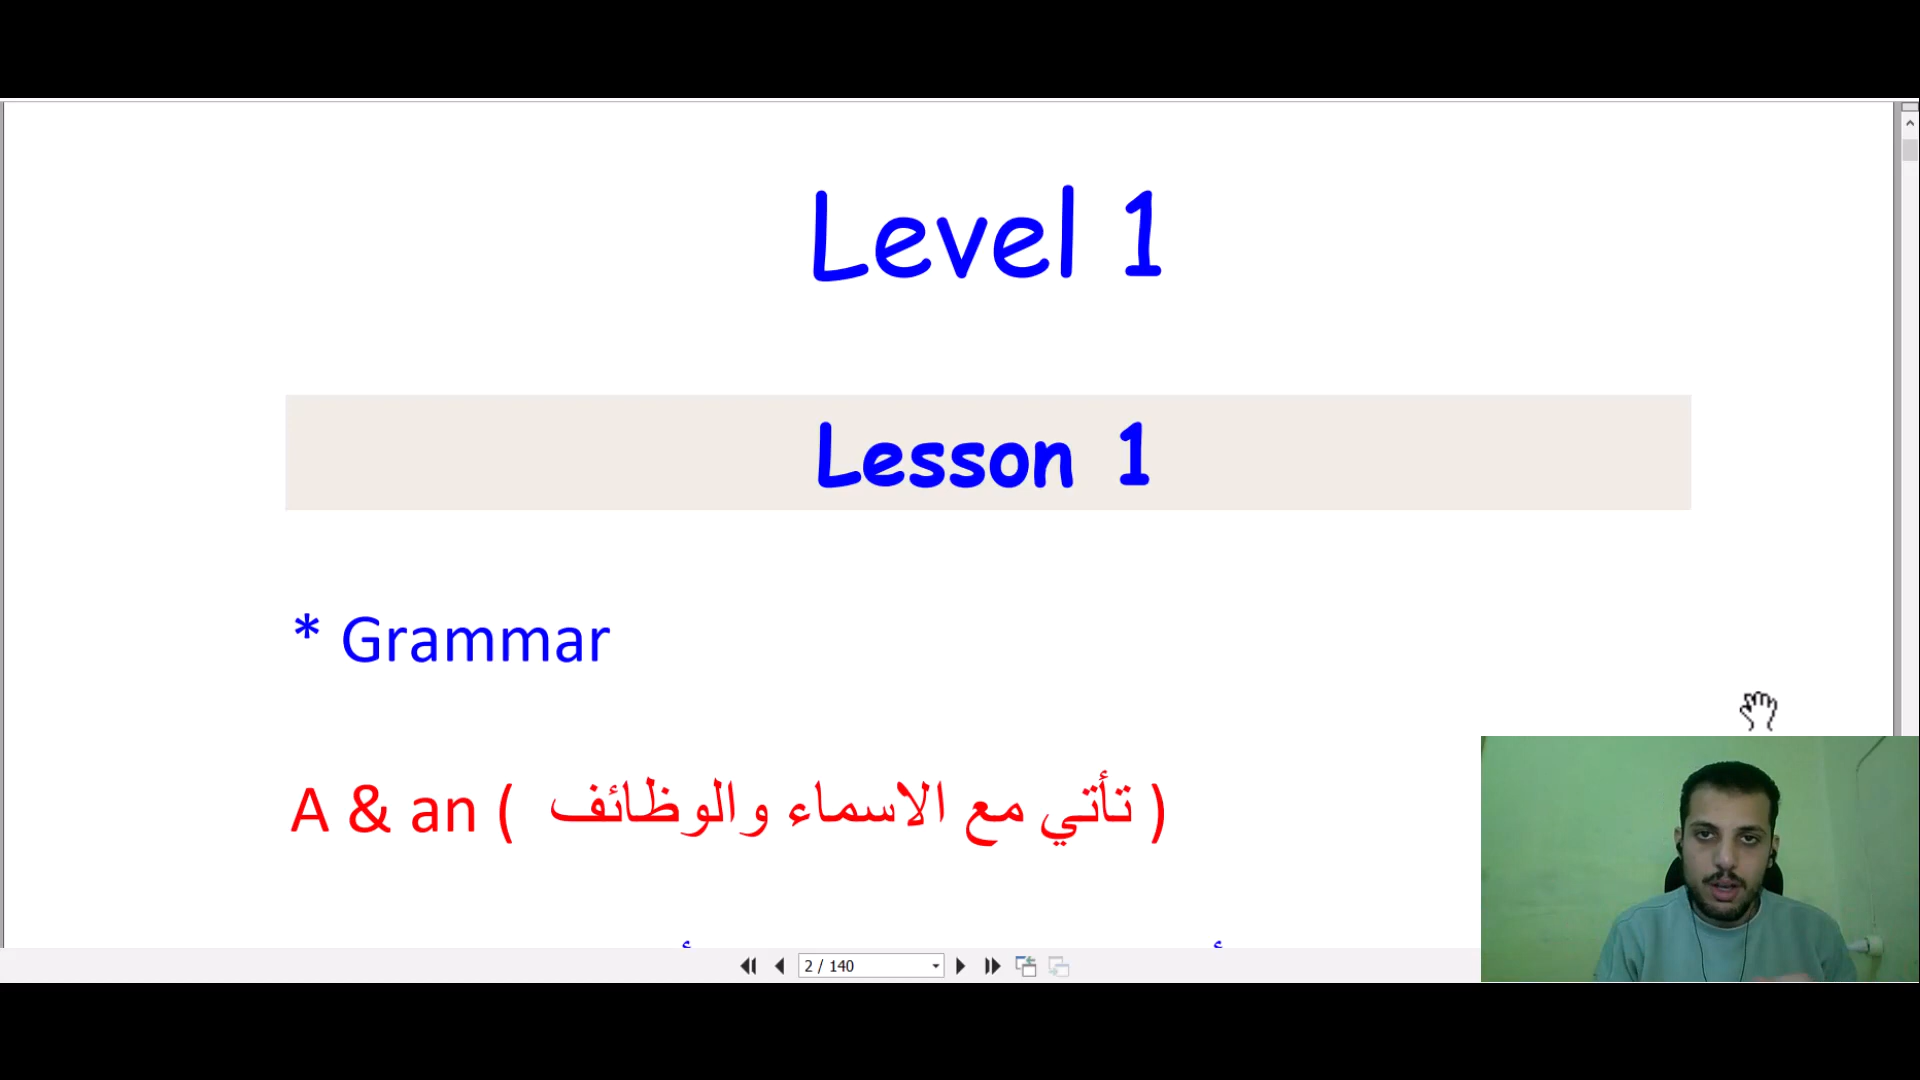 Level 1
Lesson 1
* Grammar
A & an ( تأتي مع الاسماء والوظائف )
2 / 140